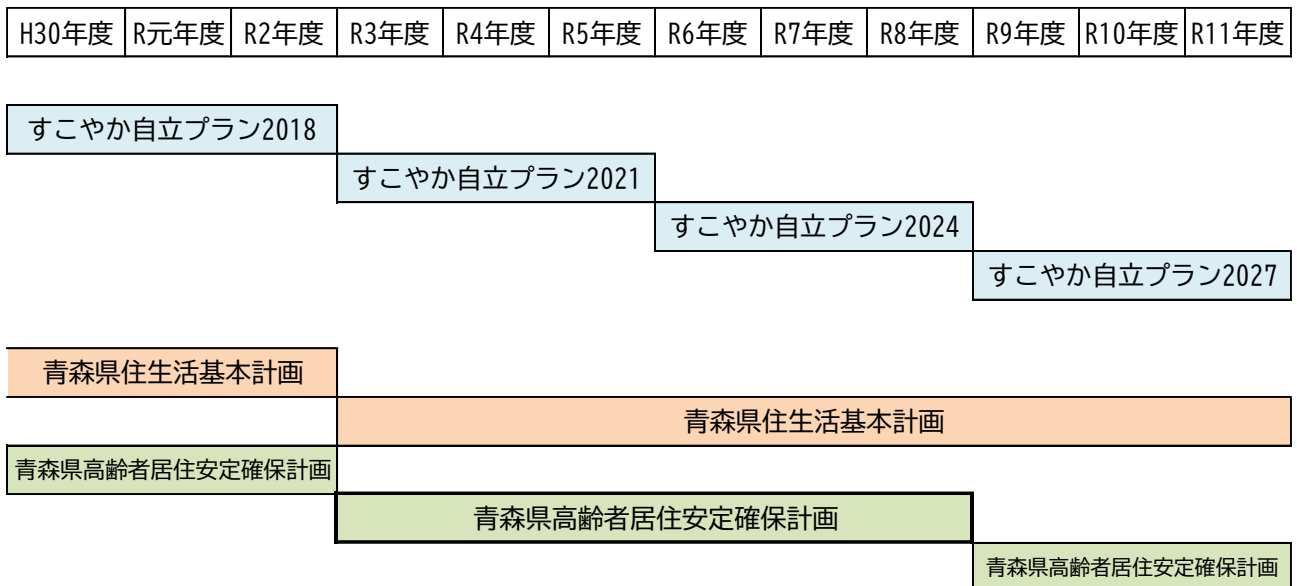 H30年度 R元年度 R2年度 R3年度 R4年度 R5年度 R6年度 R7年度 R8年度 R9年度 R10年度 R11年度
すこやか自立プラン2018
すこやか自立プラン2021
すこやか自立プラン2024
すこやか自立プラン2027
青森県住生活基本計画
青森県住生活基本計画
青森県高齢者居住安定確保計画
青森県高齢者居住安定確保計画
青森県高齢者居住安定確保計画